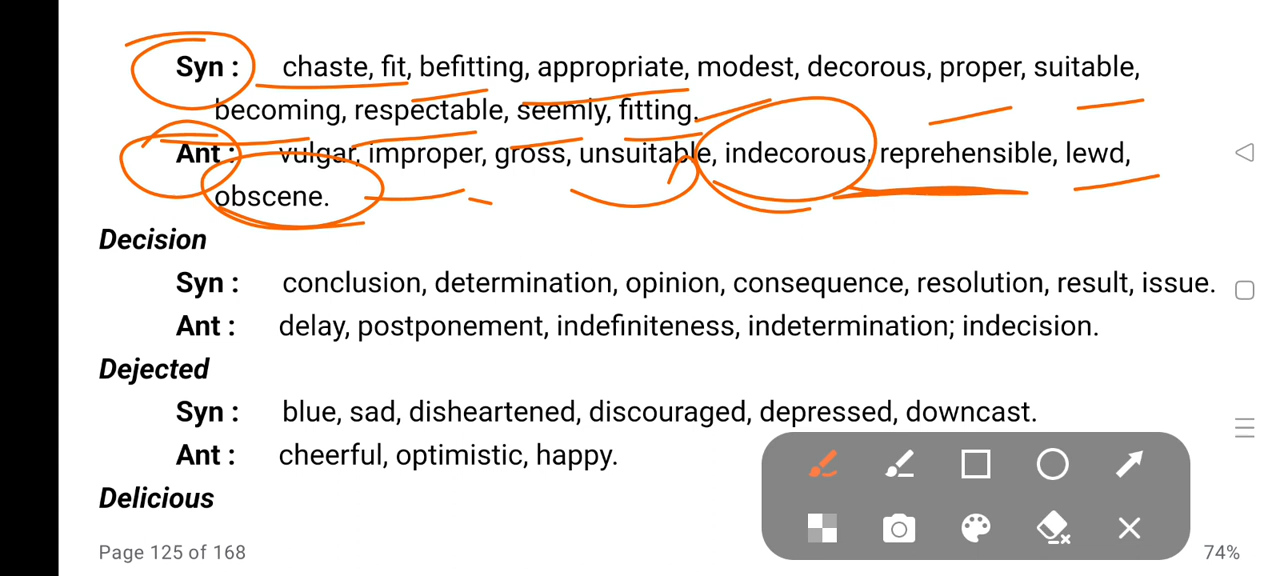 Syn : chaste, fit, befitting, appropriate, modest, decorous, proper, suitable,
becoming, respectable, seemly, fitting.
Ant : vulgar, improper, gross, unsuitable, indecorous, reprehensible, lewd,
obscene.
Decision
Syn : conclusion, determination, opinion, consequence, resolution, result, issue.
Ant : delay, postponement, indefiniteness, indetermination; indecision.
Dejected
Syn : blue, sad, disheartened, discouraged, depressed, downcast.
Ant : cheerful, optimistic, happy.
Delicious
Page 125 of 168
74%